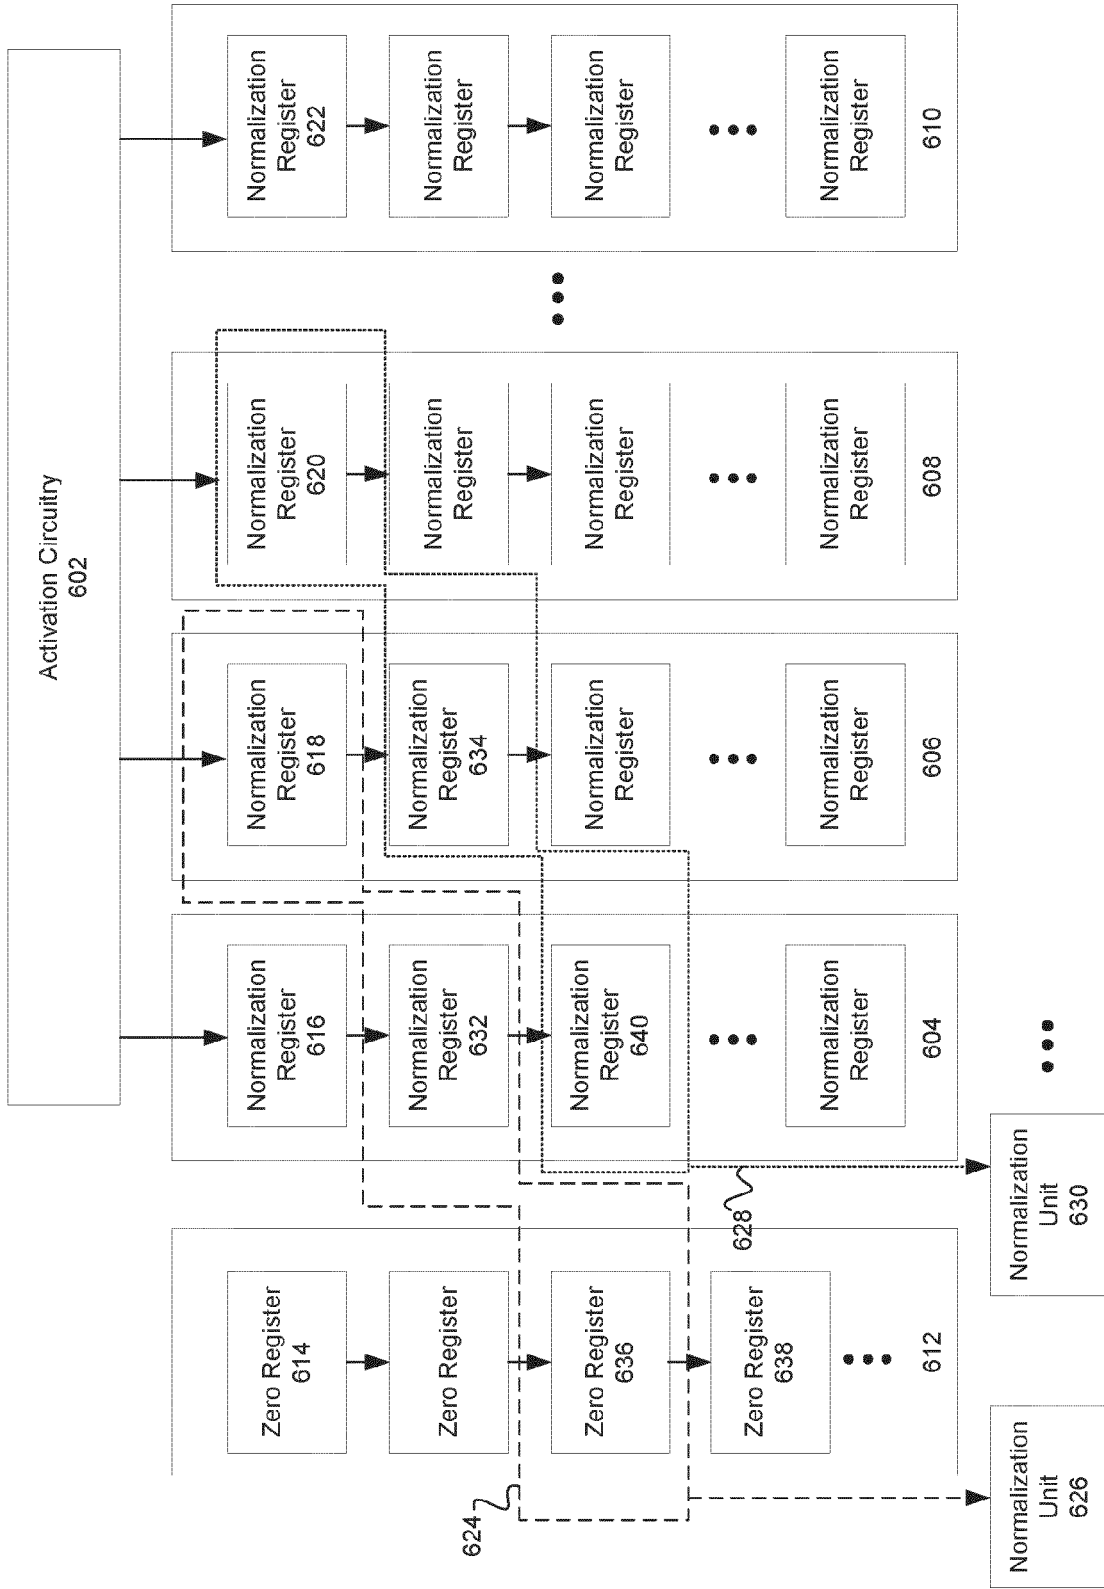 Activation Circuitry
602
Zero Register
614
Normalization
Register
616
Normalization
Register
618
Normalization
Register
620
Normalization
Register
622
Zero Register
Normalization
Register
632
Normalization
Register
634
Normalization
Register
Normalization
Register
624
Zero Register
636
Normalization
Register
640
Normalization
Register
Normalization
Register
Normalization
Register
628
Zero Register
638
Normalization
Register
Normalization
Register
Normalization
Register
Normalization
Register
612
604
606
608
610
Normalization
Unit
626
Normalization
Unit
630